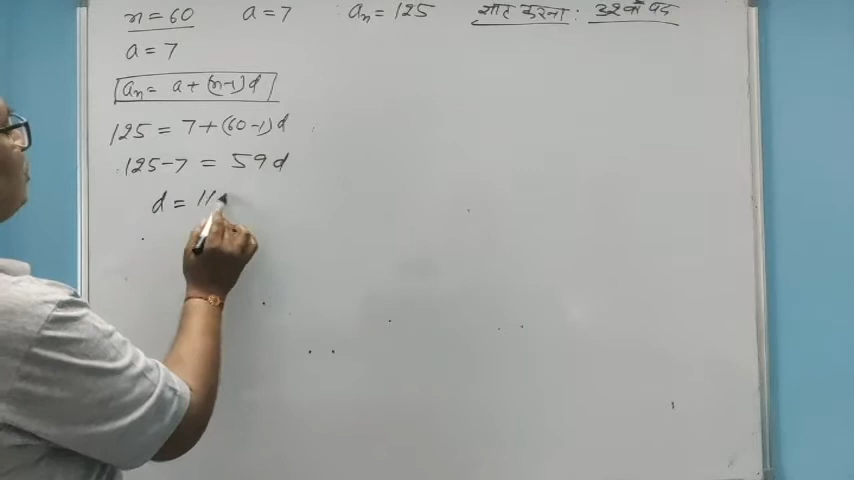 n = 60 a = 7 aₙ = 125 ज्ञात करना : 32वाँ पद
a = 7
aₙ = a + (n-1)d
125 = 7 + (60-1)d
125-7 = 59d
d = 11